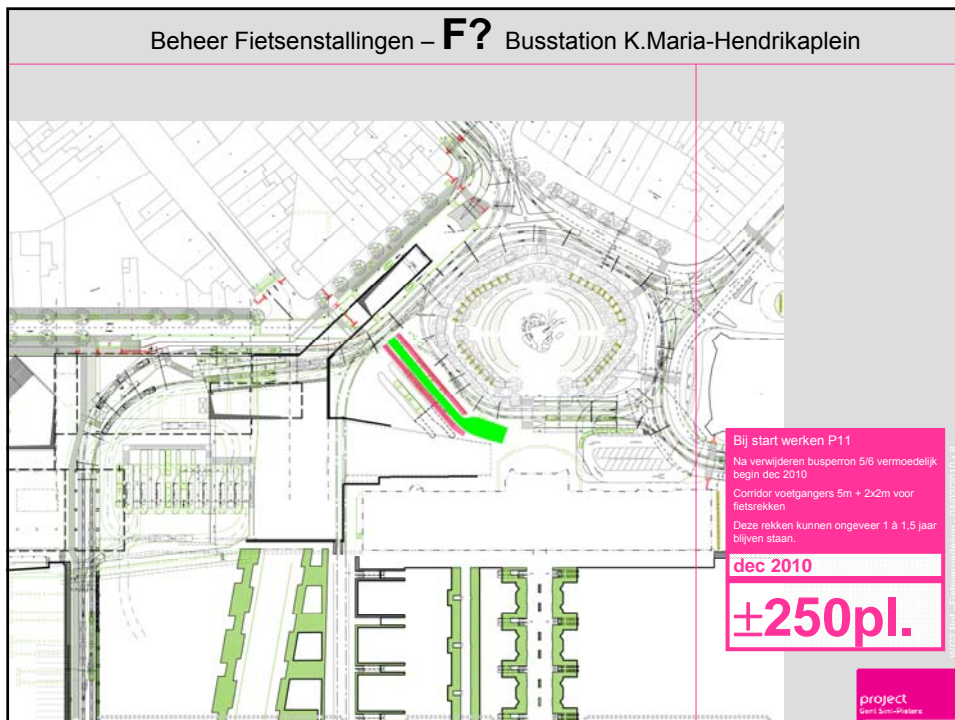 Beheer Fietsenstallingen – F? Busstation K.Maria-Hendrikaplein
Bij start werken P11
Na verwijderen busperron 5/6 vermoedelijk
begin dec 2010
Corridor voetgangers 5m + 2x2m voor
fietsrekken
Deze rekken kunnen ongeveer 1 à 1,5 jaar
blijven staan.
dec 2010
±250pl.
project
Gent Sint-Pieters